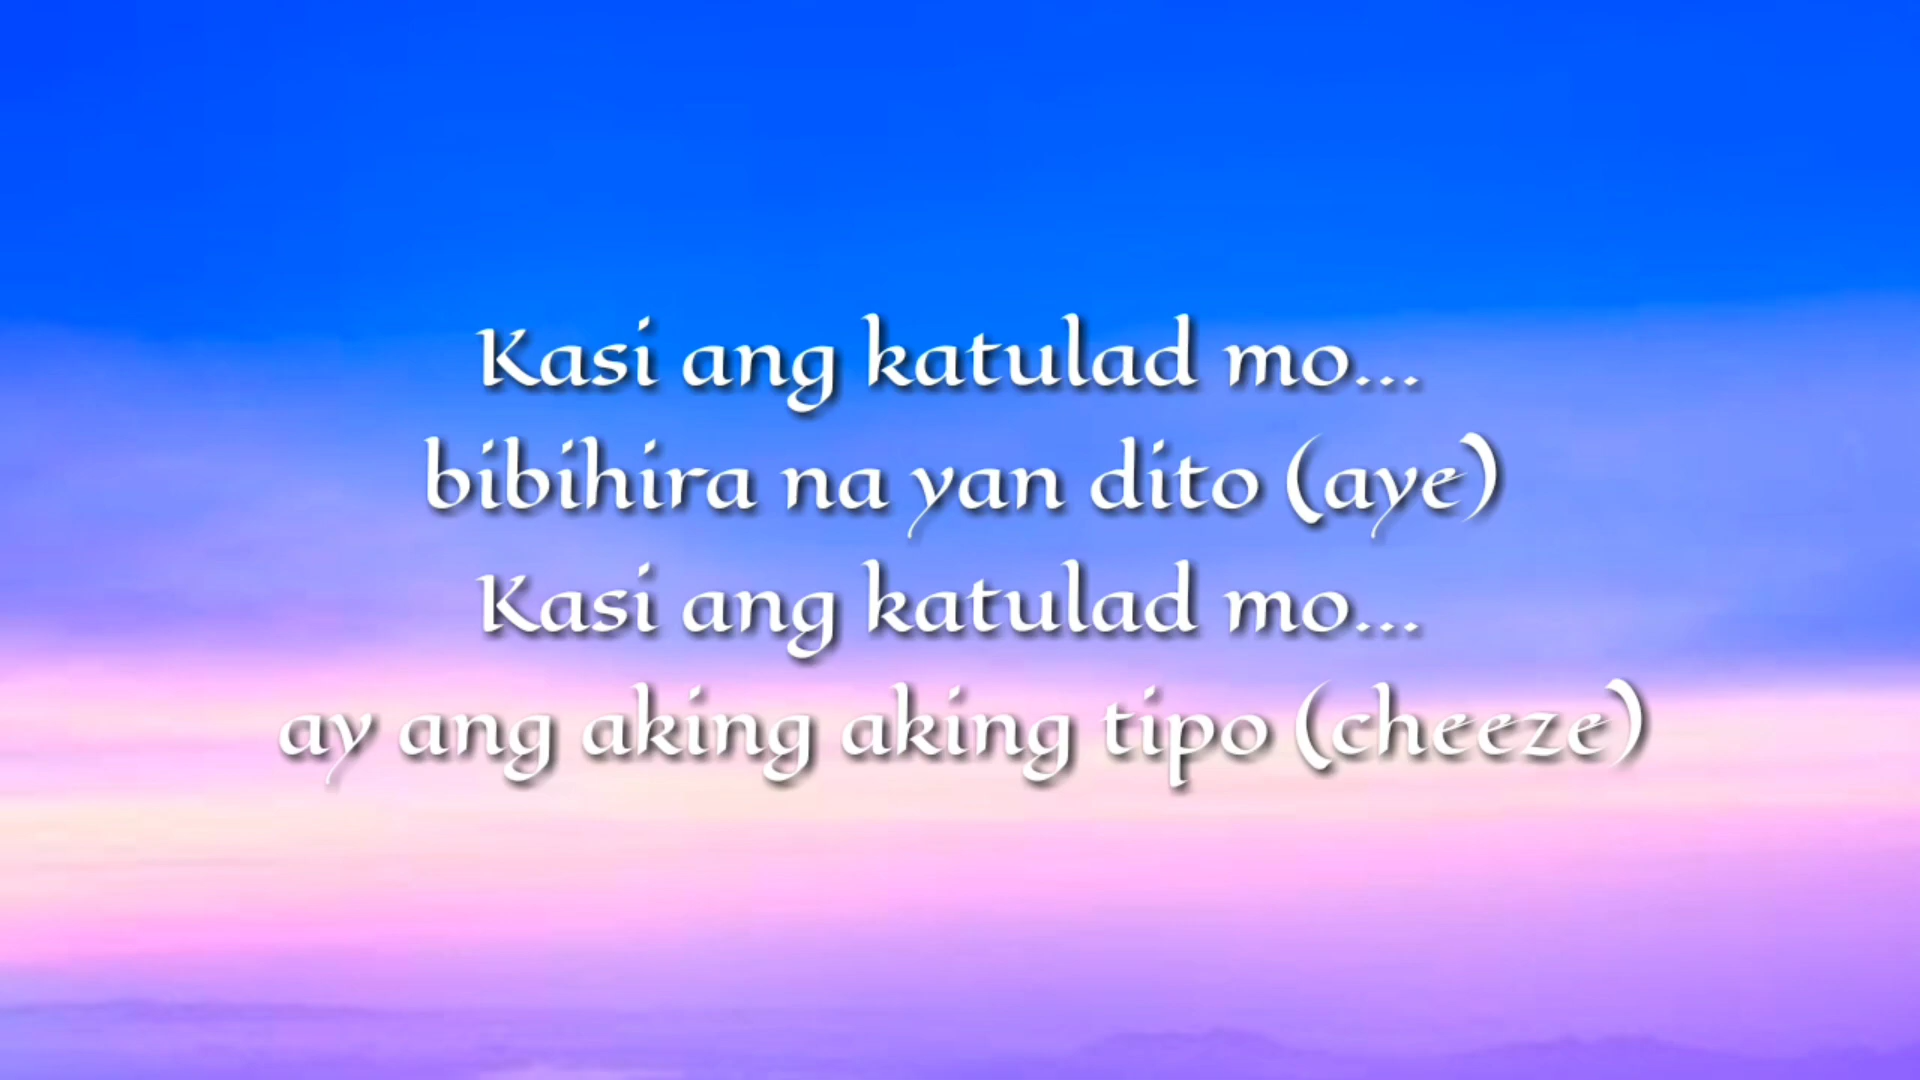 Kasi ang katulad mo...
bibihira na yan dito (aye)
Kasi ang katulad mo...
ay ang aking aking tipo (cheeze)